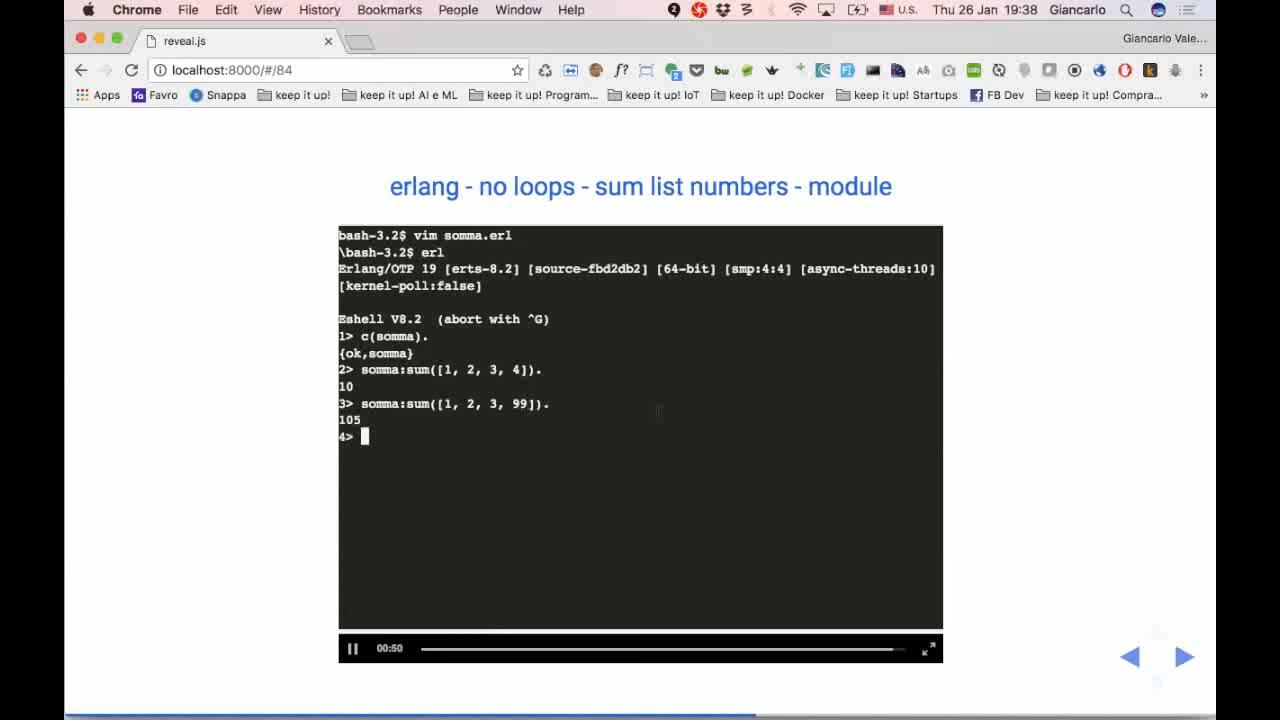 Chrome File Edit View History Bookmarks People Window Help 2 U.S. Thu 26 Jan 19:38 Giancarlo
reveal.js Giancarlo Vale...
localhost:8000/#/84 f? 2 bw
Apps Favro Snappa keep it up! keep it up! AI e ML keep it up! Program... keep it up! IoT keep it up! Docker keep it up! Startups FB Dev keep it up! Compra... »
erlang - no loops - sum list numbers - module
bash-3.2$ vim somma.erl
\bash-3.2$ erl
Erlang/OTP 19 [erts-8.2] [source-fbd2db2] [64-bit] [smp:4:4] [async-threads:10]
[kernel-poll:false]
Eshell V8.2 (abort with ^G)
1> c(somma).
{ok,somma}
2> somma:sum([1, 2, 3, 4]).
10
3> somma:sum([1, 2, 3, 99]).
105
4>
00:50